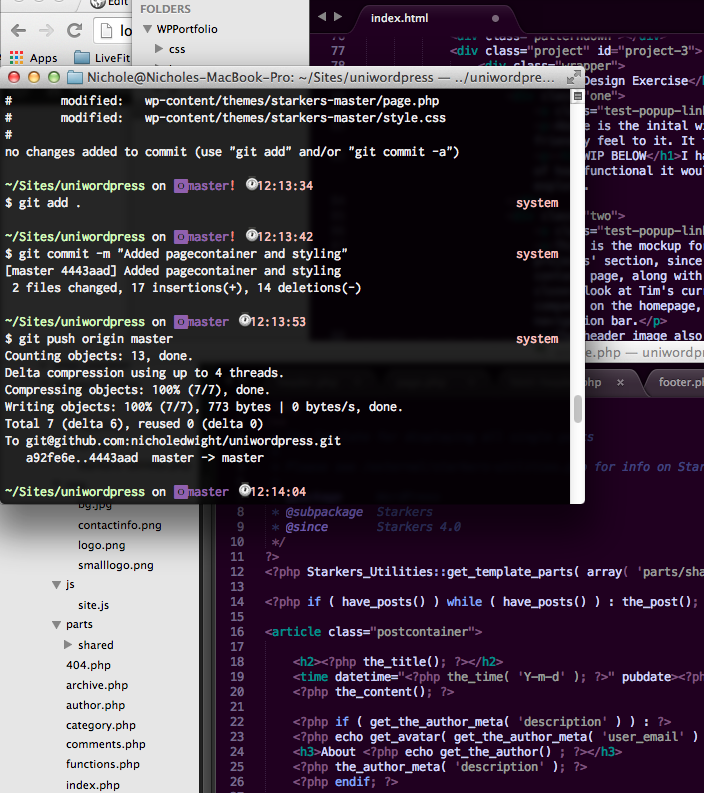 Edit
FOLDERS
WPPortfolio
css
index.html
Apps
LiveFit
76
77 <div class="project" id="project-3">
78 <div class="wrapper">
Design Exercise</
"one">
s="test-popup-link
e is the inital wi
y feel to it. It
WIP BELOW</h1>I ha
functional it woul
"two">
s="test-popup-link
is the mockup for
s' section, since
page, along with
look at Tim's curr
on the homepage,
ion bar.</p>
header image also
Nichole@Nicholes-MacBook-Pro: ~/Sites/uniwordpress — ../uniwordpre...
# modified: wp-content/themes/starkers-master/page.php
# modified: wp-content/themes/starkers-master/style.css
#
no changes added to commit (use "git add" and/or "git commit -a")
~/Sites/uniwordpress on master! 12:13:34
$ git add . system
~/Sites/uniwordpress on master! 12:13:42
$ git commit -m "Added pagecontainer and styling" system
[master 4443aad] Added pagecontainer and styling
2 files changed, 17 insertions(+), 14 deletions(-)
~/Sites/uniwordpress on master 12:13:53
$ git push origin master system
Counting objects: 13, done.
Delta compression using up to 4 threads.
Compressing objects: 100% (7/7), done.
Writing objects: 100% (7/7), 773 bytes | 0 bytes/s, done.
Total 7 (delta 6), reused 0 (delta 0)
To git@github.com:nicholedwight/uniwordpress.git
a92fe6e..4443aad master -> master
~/Sites/uniwordpress on master 12:14:04
e.php — uniwordpr
php × footer.ph
for info on Star
bg.jpg
contactinfo.png
logo.png
smalllogo.png
js
site.js
parts
shared
404.php
archive.php
author.php
category.php
comments.php
functions.php
index.php
8 * @subpackage Starkers
9 * @since Starkers 4.0
10 */
11 ?>
12 <?php Starkers_Utilities::get_template_parts( array( 'parts/sha
13
14 <?php if ( have_posts() ) while ( have_posts() ) : the_post();
15
16 <article class="postcontainer">
17
18 <h2><?php the_title(); ?></h2>
19 <time datetime="<?php the_time( 'Y-m-d' ); ?>" pubdate><?ph
20 <?php the_content(); ?>
21
22 <?php if ( get_the_author_meta( 'description' ) ) : ?>
23 <?php echo get_avatar( get_the_author_meta( 'user_email' )
24 <h3>About <?php echo get_the_author() ; ?></h3>
25 <?php the_author_meta( 'description' ); ?>
26 <?php endif; ?>